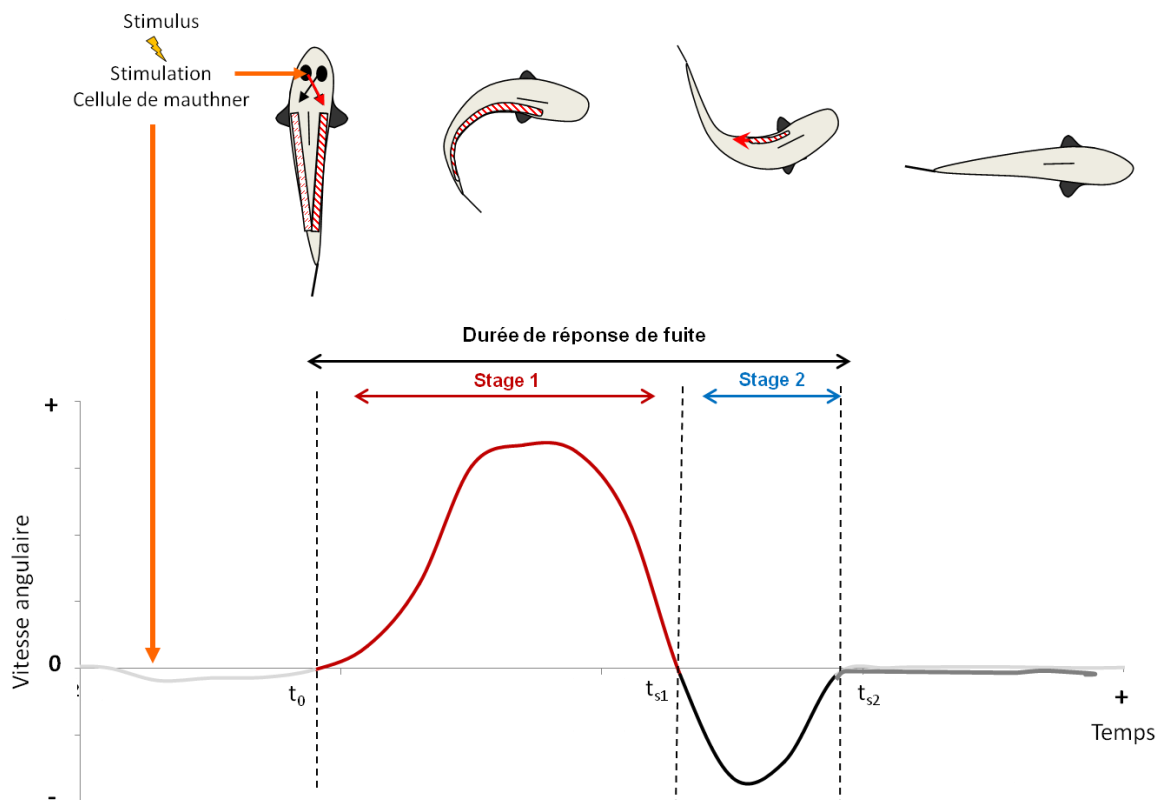 Stimulus
Stimulation
Cellule de mauthner
Durée de réponse de fuite
Stage 1
Stage 2
+
Vitesse angulaire
0
t₀
tₛ₁
tₛ₂
+
Temps
-